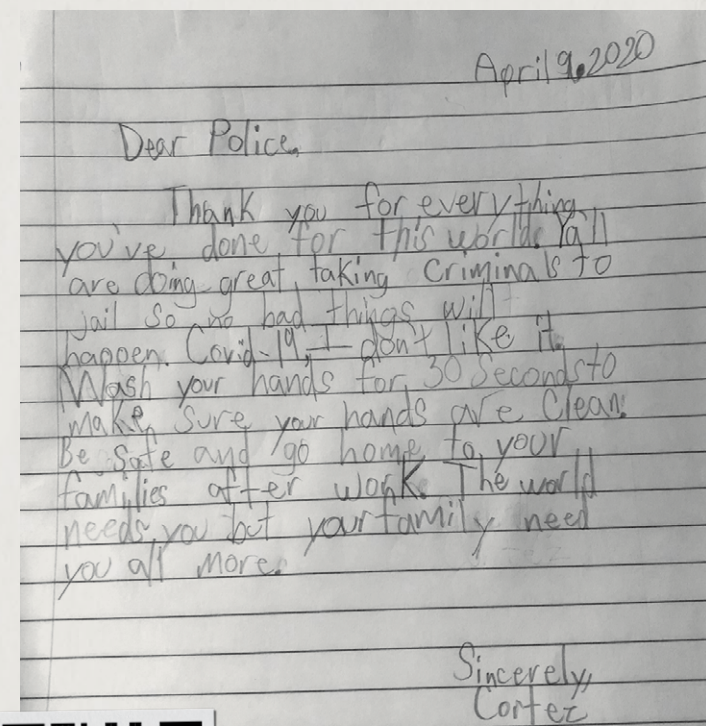 April 9, 2020
Dear Police,
Thank you for everything
you've done for this world. Ya'll
are doing great, taking criminals to
jail so no bad things will
happen. Covid-19, I don't like it.
Wash your hands for 30 seconds to
make sure your hands are clean.
Be safe and go home to your
families after work. The world
needs you but your family need
you all more.
Sincerely,
Cortez